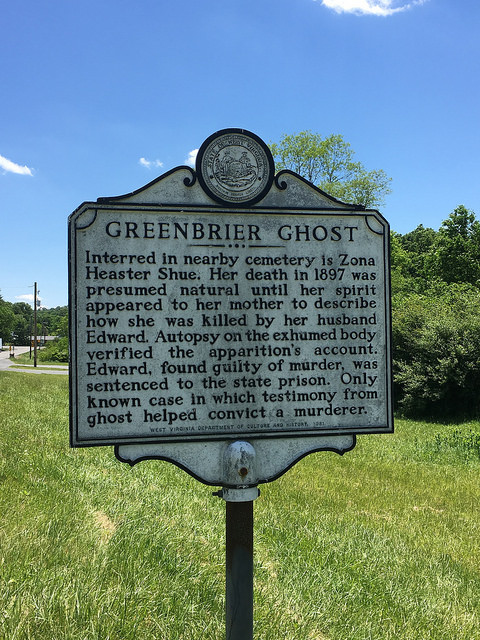 GREENBRIER GHOST
Interred in nearby cemetery is Zona
Heaster Shue. Her death in 1897 was
presumed natural until her spirit
appeared to her mother to describe
how she was killed by her husband
Edward. Autopsy on the exhumed body
verified the apparition's account.
Edward, found guilty of murder, was
sentenced to the state prison. Only
known case in which testimony from
ghost helped convict a murderer.
WEST VIRGINIA DEPARTMENT OF CULTURE AND HISTORY, 1981